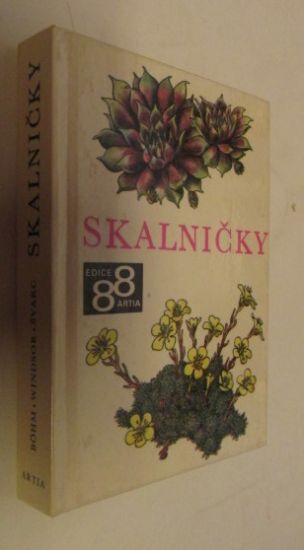 SKALNIČKY
EDICE
88
ARTIA
SKALNIČKY
BÖHM • WINDSOR • ŠVARC
ARTIA